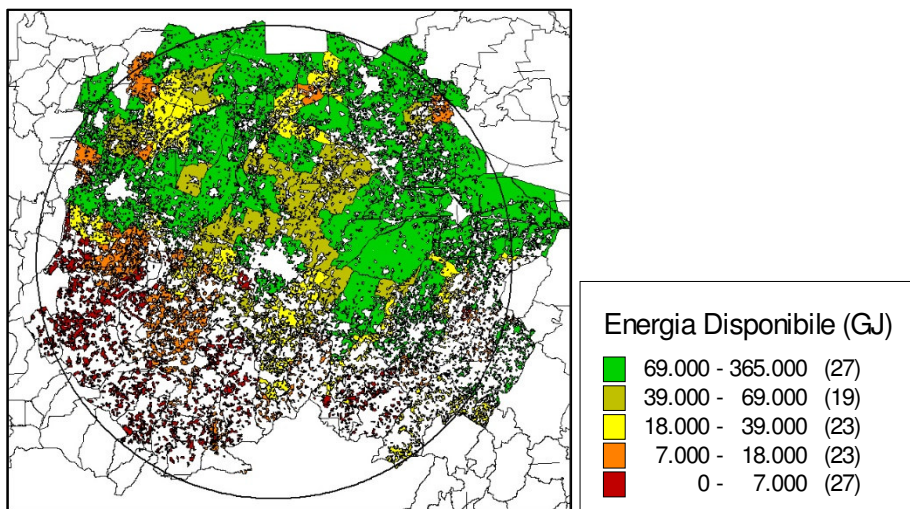 Energia Disponibile (GJ)
69.000 - 365.000 (27)
39.000 - 69.000 (19)
18.000 - 39.000 (23)
7.000 - 18.000 (23)
0 - 7.000 (27)